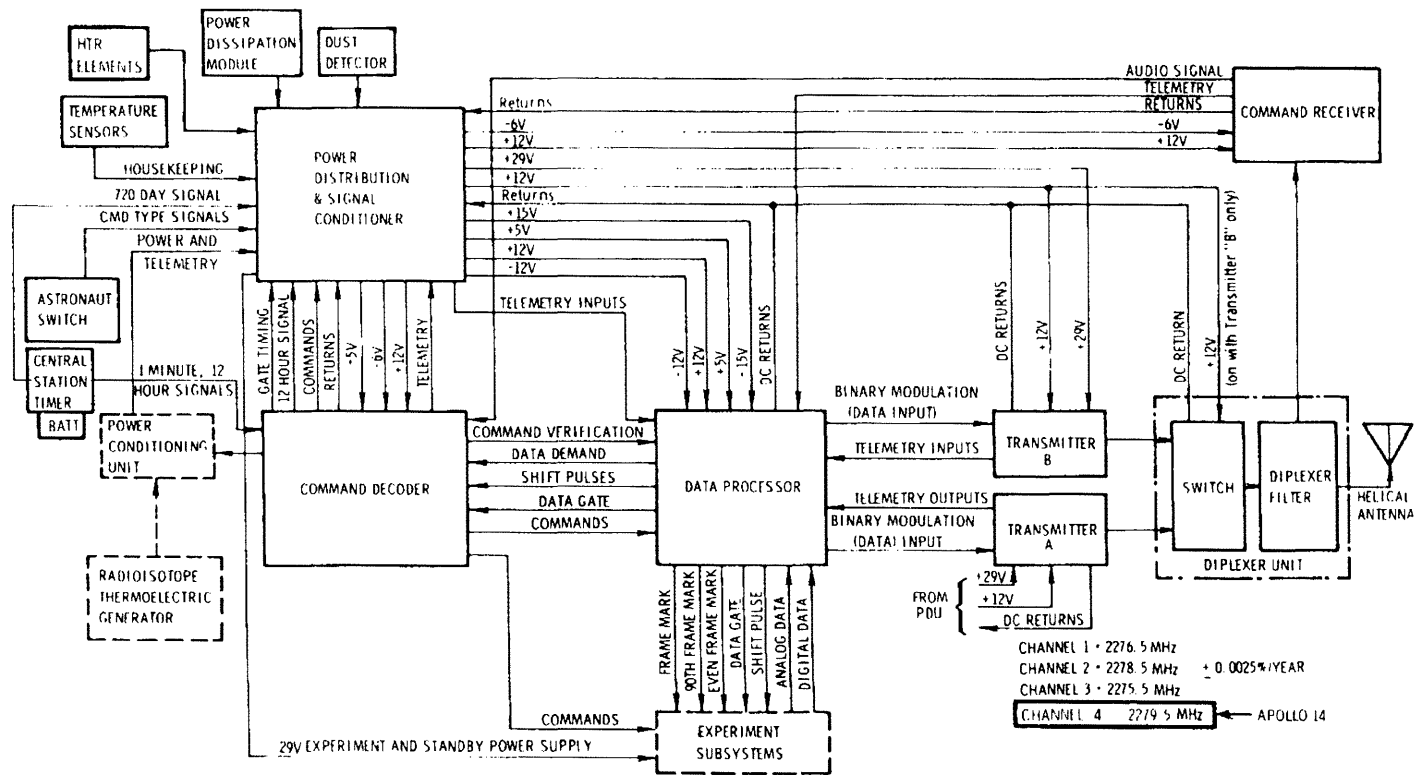 HTR
ELEMENTS
POWER
DISSIPATION
MODULE
DUST
DETECTOR
TEMPERATURE
SENSORS
HOUSEKEEPING
720 DAY SIGNAL
CMD TYPE SIGNALS
POWER AND
TELEMETRY
ASTRONAUT
SWITCH
CENTRAL
STATION
TIMER
BATT
1 MINUTE, 12
HOUR SIGNALS
POWER
CONDITIONING
UNIT
RADIOISOTOPE
THERMOELECTRIC
GENERATOR
POWER
DISTRIBUTION
& SIGNAL
CONDITIONER
Returns
-6V
+12V
+29V
+12V
Returns
+15V
+5V
+12V
-12V
TELEMETRY INPUTS
AUDIO SIGNAL
TELEMETRY
RETURNS
-6V
+12V
COMMAND RECEIVER
GATE TIMING
12 HOUR SIGNAL
COMMANDS
RETURNS
+5V
-6V
+12V
TELEMETRY
-12V
+12V
+5V
-15V
DC RETURNS
DC RETURNS
+12V
+29V
DC RETURN
+12V
(on with Transmitter "B" only)
COMMAND DECODER
COMMAND VERIFICATION
DATA DEMAND
SHIFT PULSES
DATA GATE
COMMANDS
DATA PROCESSOR
BINARY MODULATION
(DATA INPUT)
TELEMETRY INPUTS
TELEMETRY OUTPUTS
BINARY MODULATION
(DATA) INPUT
TRANSMITTER
B
TRANSMITTER
A
SWITCH
DIPLEXER
FILTER
DIPLEXER UNIT
HELICAL
ANTENNA
FROM
PDU
+29V
+12V
DC RETURNS
FRAME MARK
90TH FRAME MARK
EVEN FRAME MARK
DATA GATE
SHIFT PULSE
ANALOG DATA
DIGITAL DATA
COMMANDS
29V EXPERIMENT AND STANDBY POWER SUPPLY
EXPERIMENT
SUBSYSTEMS
CHANNEL 1 - 2276.5 MHz
CHANNEL 2 - 2278.5 MHz ± 0.0025%/YEAR
CHANNEL 3 - 2275.5 MHz
CHANNEL 4 2279.5 MHz APOLLO 14